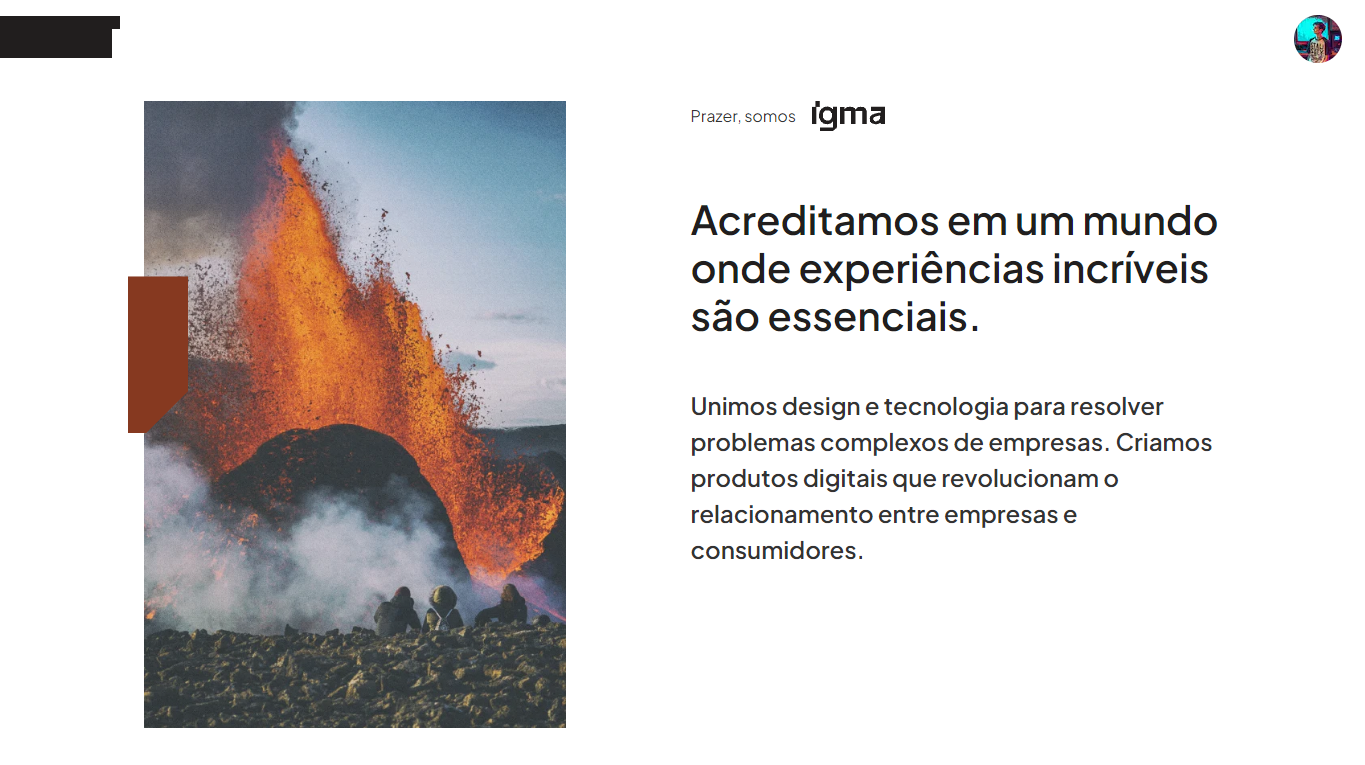 Prazer, somos igma
Acreditamos em um mundo
onde experiências incríveis
são essenciais.
Unimos design e tecnologia para resolver
problemas complexos de empresas. Criamos
produtos digitais que revolucionam o
relacionamento entre empresas e
consumidores.